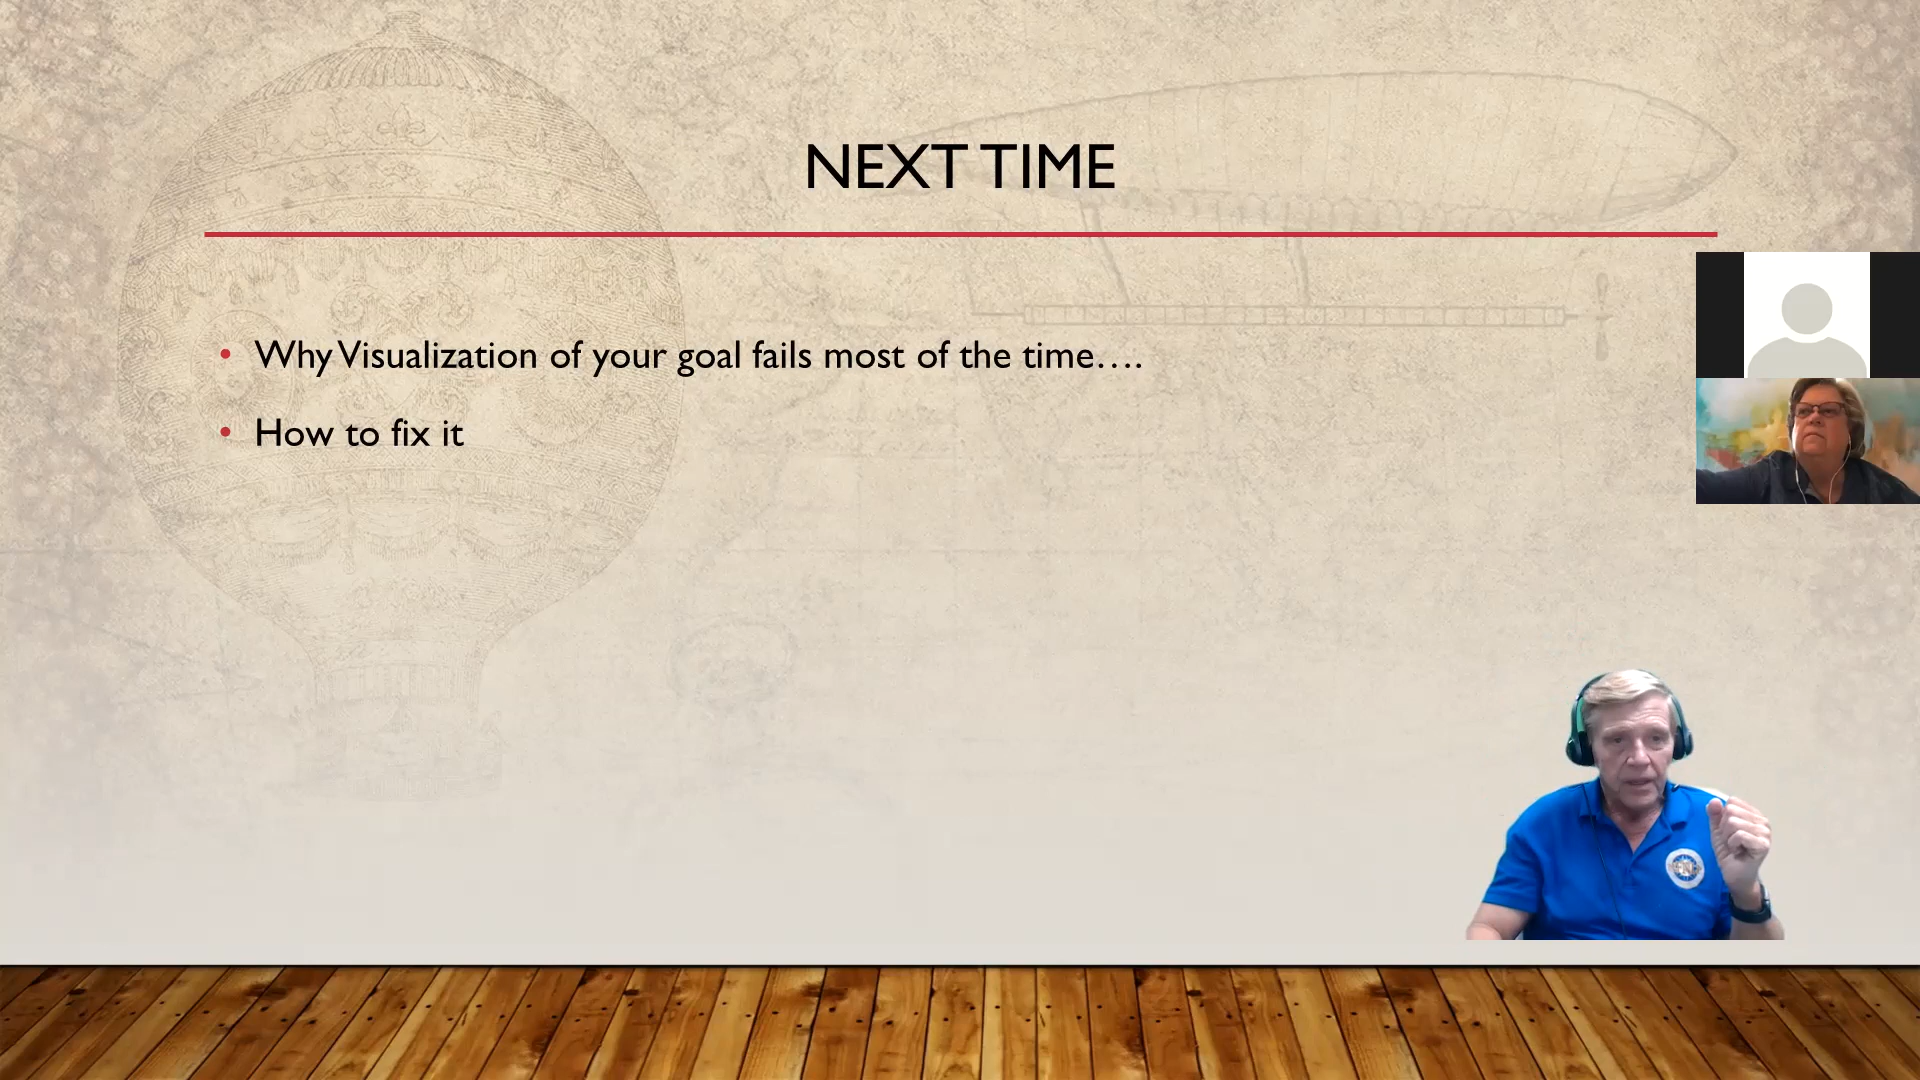 NEXT TIME
Why Visualization of your goal fails most of the time....
How to fix it